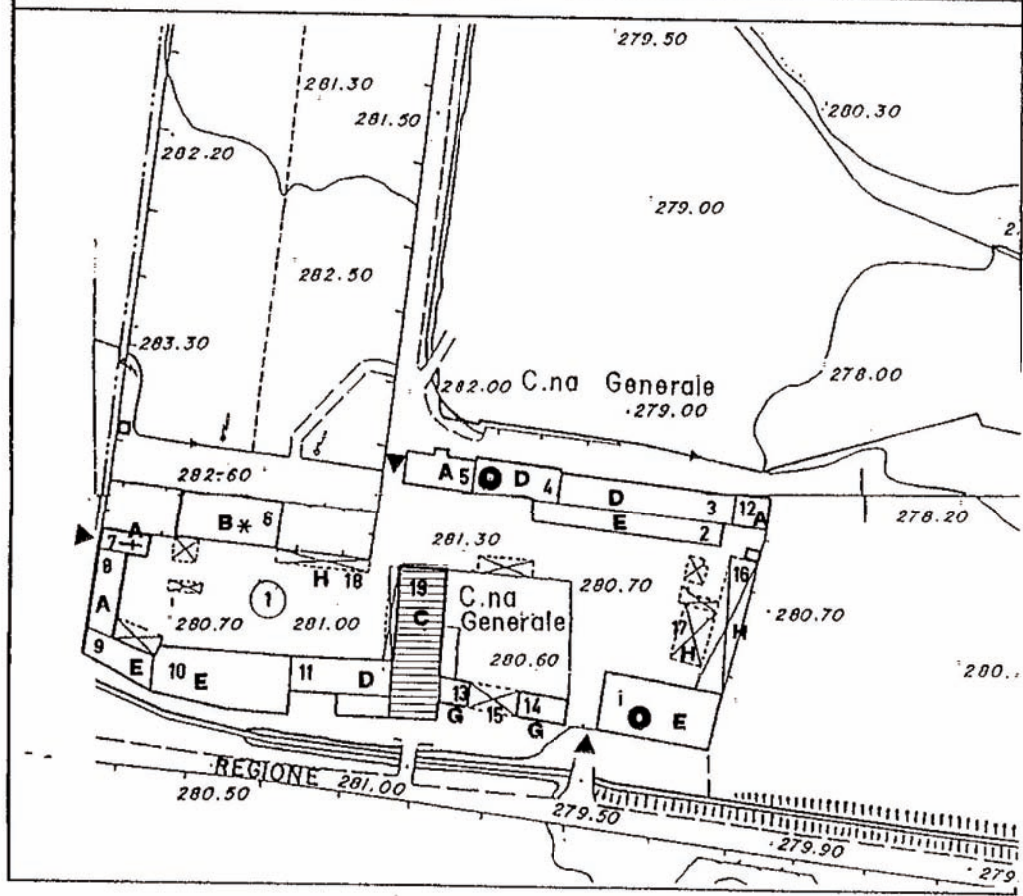 279.50
281.30
281.50
280.30
282.20
279.00
282.50
283.30
282.00
C.na Generale
278.00
279.00
282.60
A 5
D 4
D 3
12 A
E 2
278.20
B* 6
7 A
8
281.30
16
H 18
19
C.na
Generale
280.70
1
C
280.70
A
280.70
281.00
17
H
H
280.60
9
E
10 E
11 D
13
G
15
14
G
i E
280.
REGIONE
281.00
280.50
279.50
279.90
279.